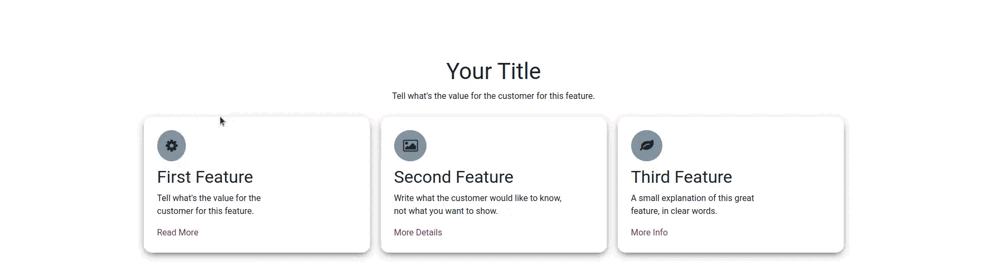 Your Title
Tell what's the value for the customer for this feature.
First Feature
Tell what's the value for the
customer for this feature.
Read More
Second Feature
Write what the customer would like to know,
not what you want to show.
More Details
Third Feature
A small explanation of this great
feature, in clear words.
More Info